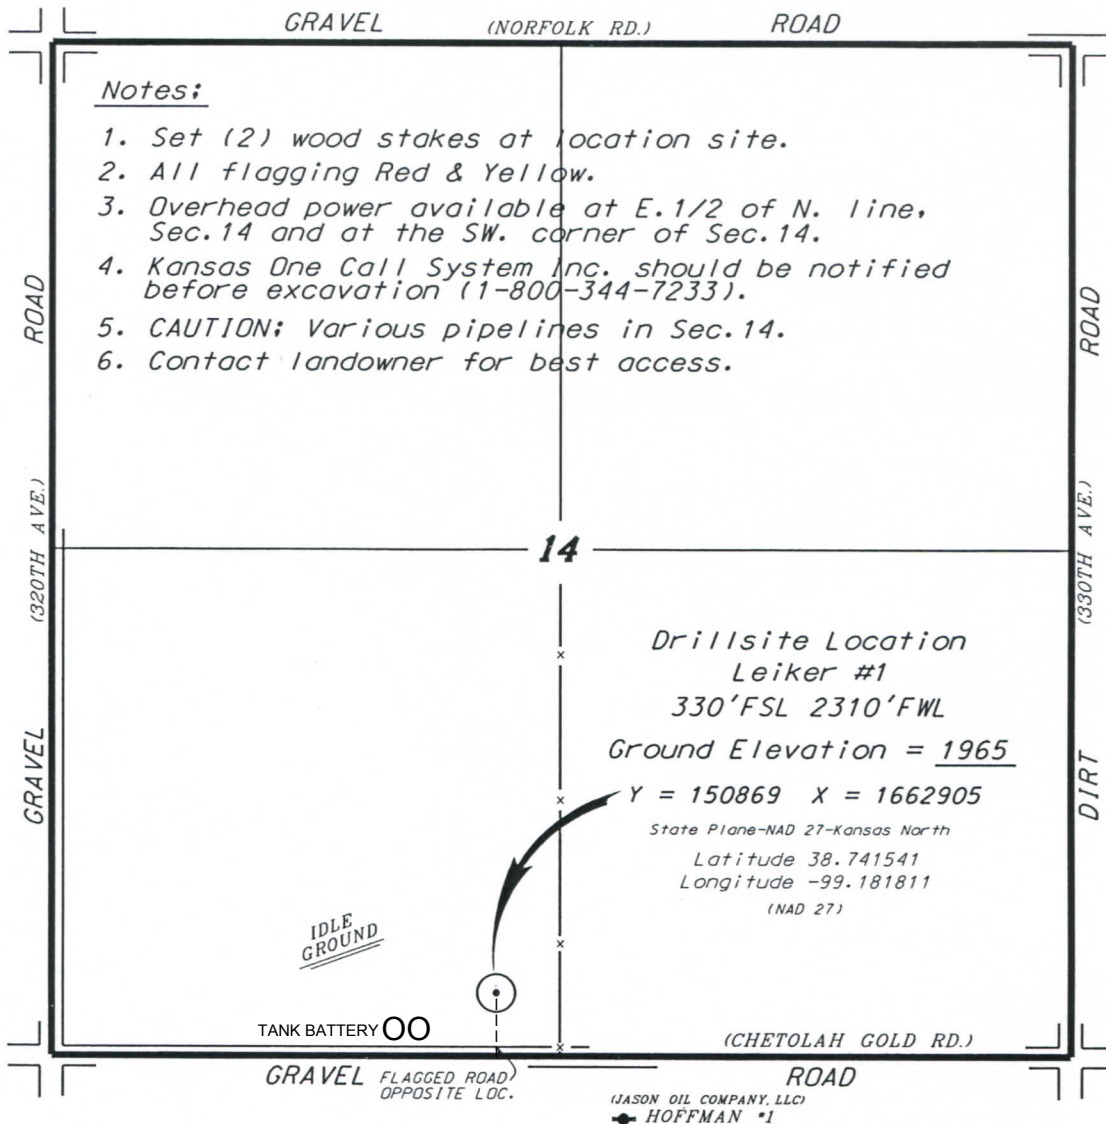 GRAVEL (NORFOLK RD.) ROAD
Notes:
1. Set (2) wood stakes at location site.
2. All flagging Red & Yellow.
3. Overhead power available at E.1/2 of N. line,
Sec.14 and at the SW. corner of Sec.14.
4. Kansas One Call System Inc. should be notified
before excavation (1-800-344-7233).
5. CAUTION: Various pipelines in Sec.14.
6. Contact landowner for best access.
ROAD
(320TH AVE.)
GRAVEL
ROAD
(330TH AVE.)
DIRT
14
Drillsite Location
Leiker #1
330'FSL 2310'FWL
Ground Elevation = 1965
Y = 150869 X = 1662905
State Plane-NAD 27-Kansas North
Latitude 38.741541
Longitude -99.181811
(NAD 27)
IDLE
GROUND
TANK BATTERY OO
(CHETOLAH GOLD RD.)
GRAVEL FLAGGED ROAD ROAD
OPPOSITE LOC.
(JASON OIL COMPANY, LLC)
HOFFMAN #1